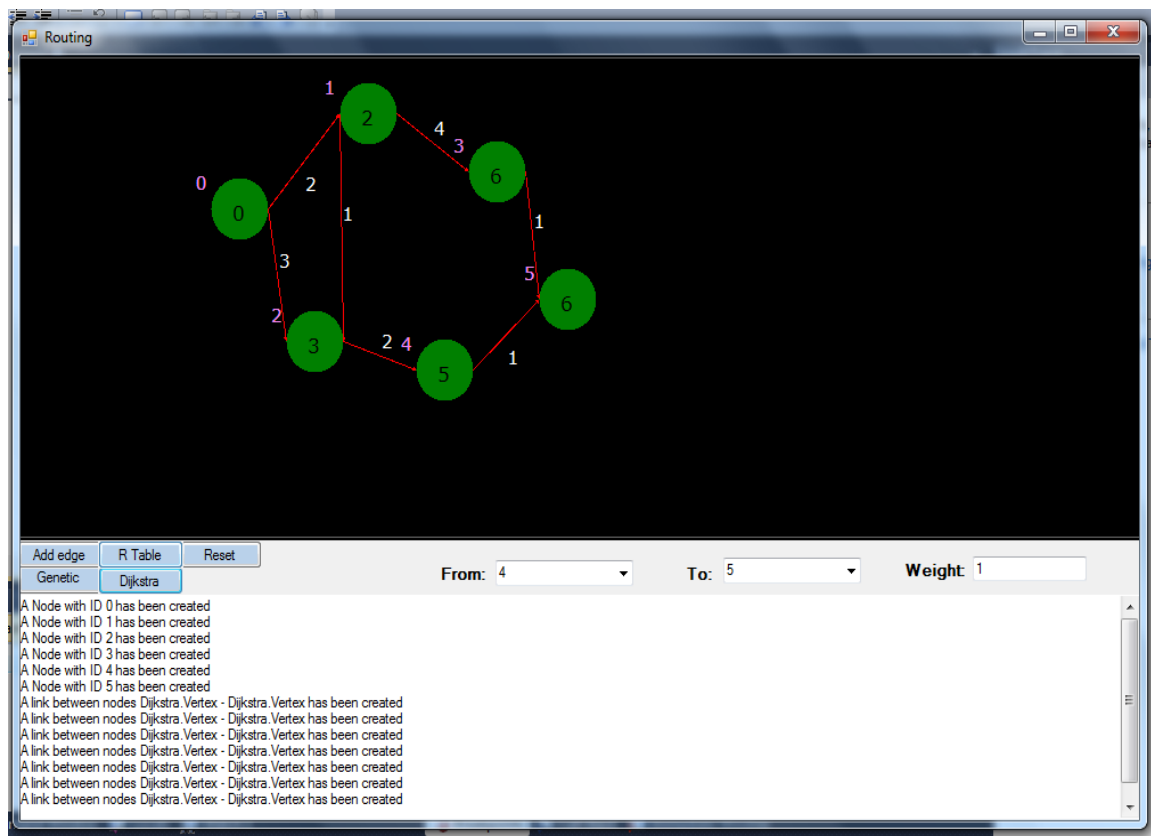 Routing
1
2
4
3
6
0
0
2
1
1
3
5
6
2
3
2
4
5
1
Add edge
R Table
Reset
Genetic
Dijkstra
From: 4
To: 5
Weight: 1
A Node with ID 0 has been created
A Node with ID 1 has been created
A Node with ID 2 has been created
A Node with ID 3 has been created
A Node with ID 4 has been created
A Node with ID 5 has been created
A link between nodes Dijkstra.Vertex - Dijkstra.Vertex has been created
A link between nodes Dijkstra.Vertex - Dijkstra.Vertex has been created
A link between nodes Dijkstra.Vertex - Dijkstra.Vertex has been created
A link between nodes Dijkstra.Vertex - Dijkstra.Vertex has been created
A link between nodes Dijkstra.Vertex - Dijkstra.Vertex has been created
A link between nodes Dijkstra.Vertex - Dijkstra.Vertex has been created
A link between nodes Dijkstra.Vertex - Dijkstra.Vertex has been created